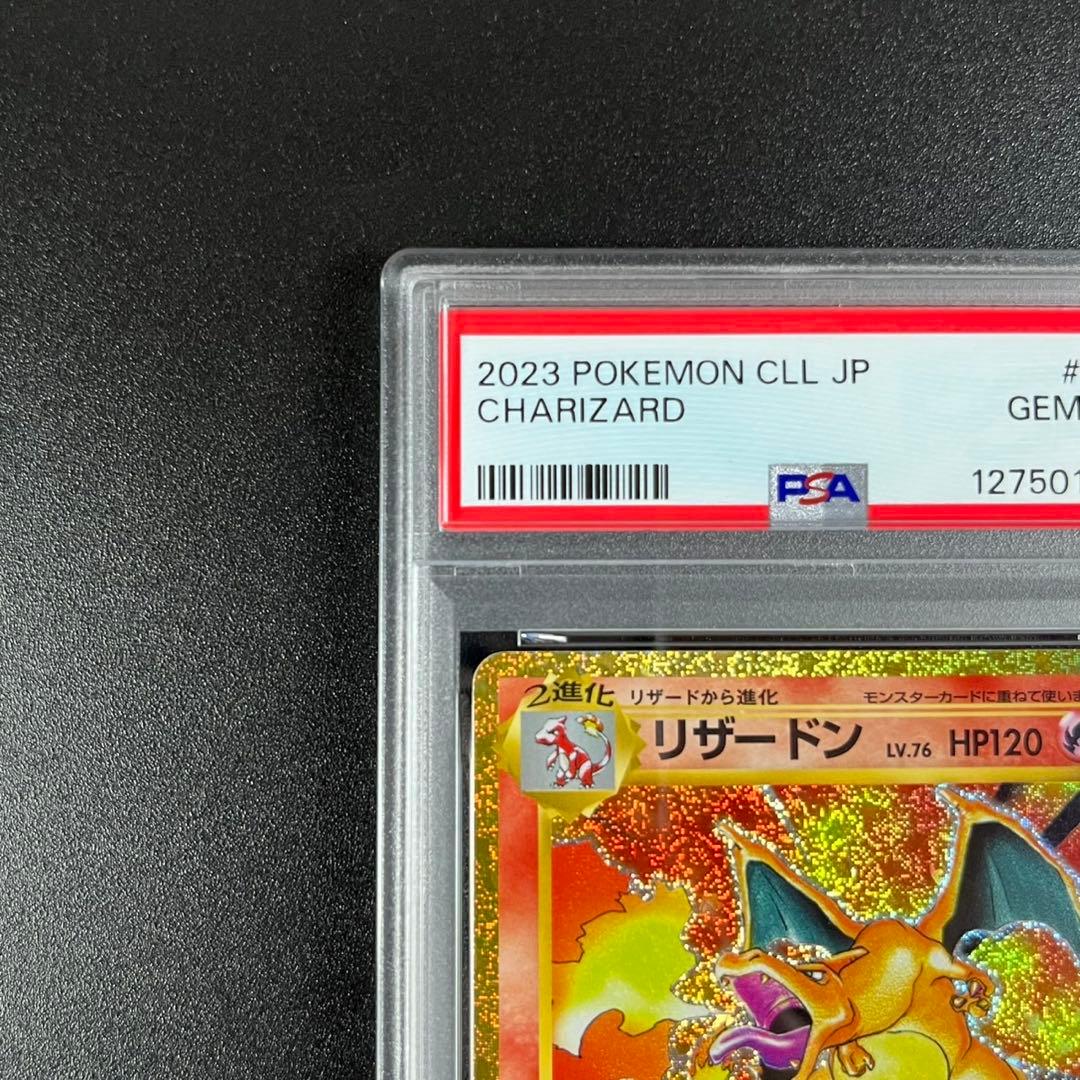 2023 POKEMON CLL JP #
CHARIZARD GEM
PSA 127501
2進化 リザードから進化 モンスターカードに重ねて使いま
リザードン LV.76 HP120